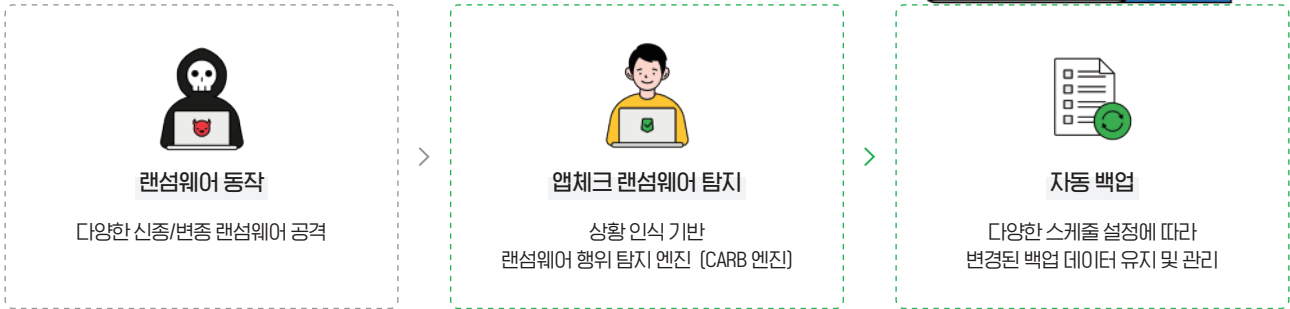 랜섬웨어 동작
다양한 신종/변종 랜섬웨어 공격
앱체크 랜섬웨어 탐지
상황 인식 기반
랜섬웨어 행위 탐지 엔진 (CARB 엔진)
자동 백업
다양한 스케줄 설정에 따라
변경된 백업 데이터 유지 및 관리